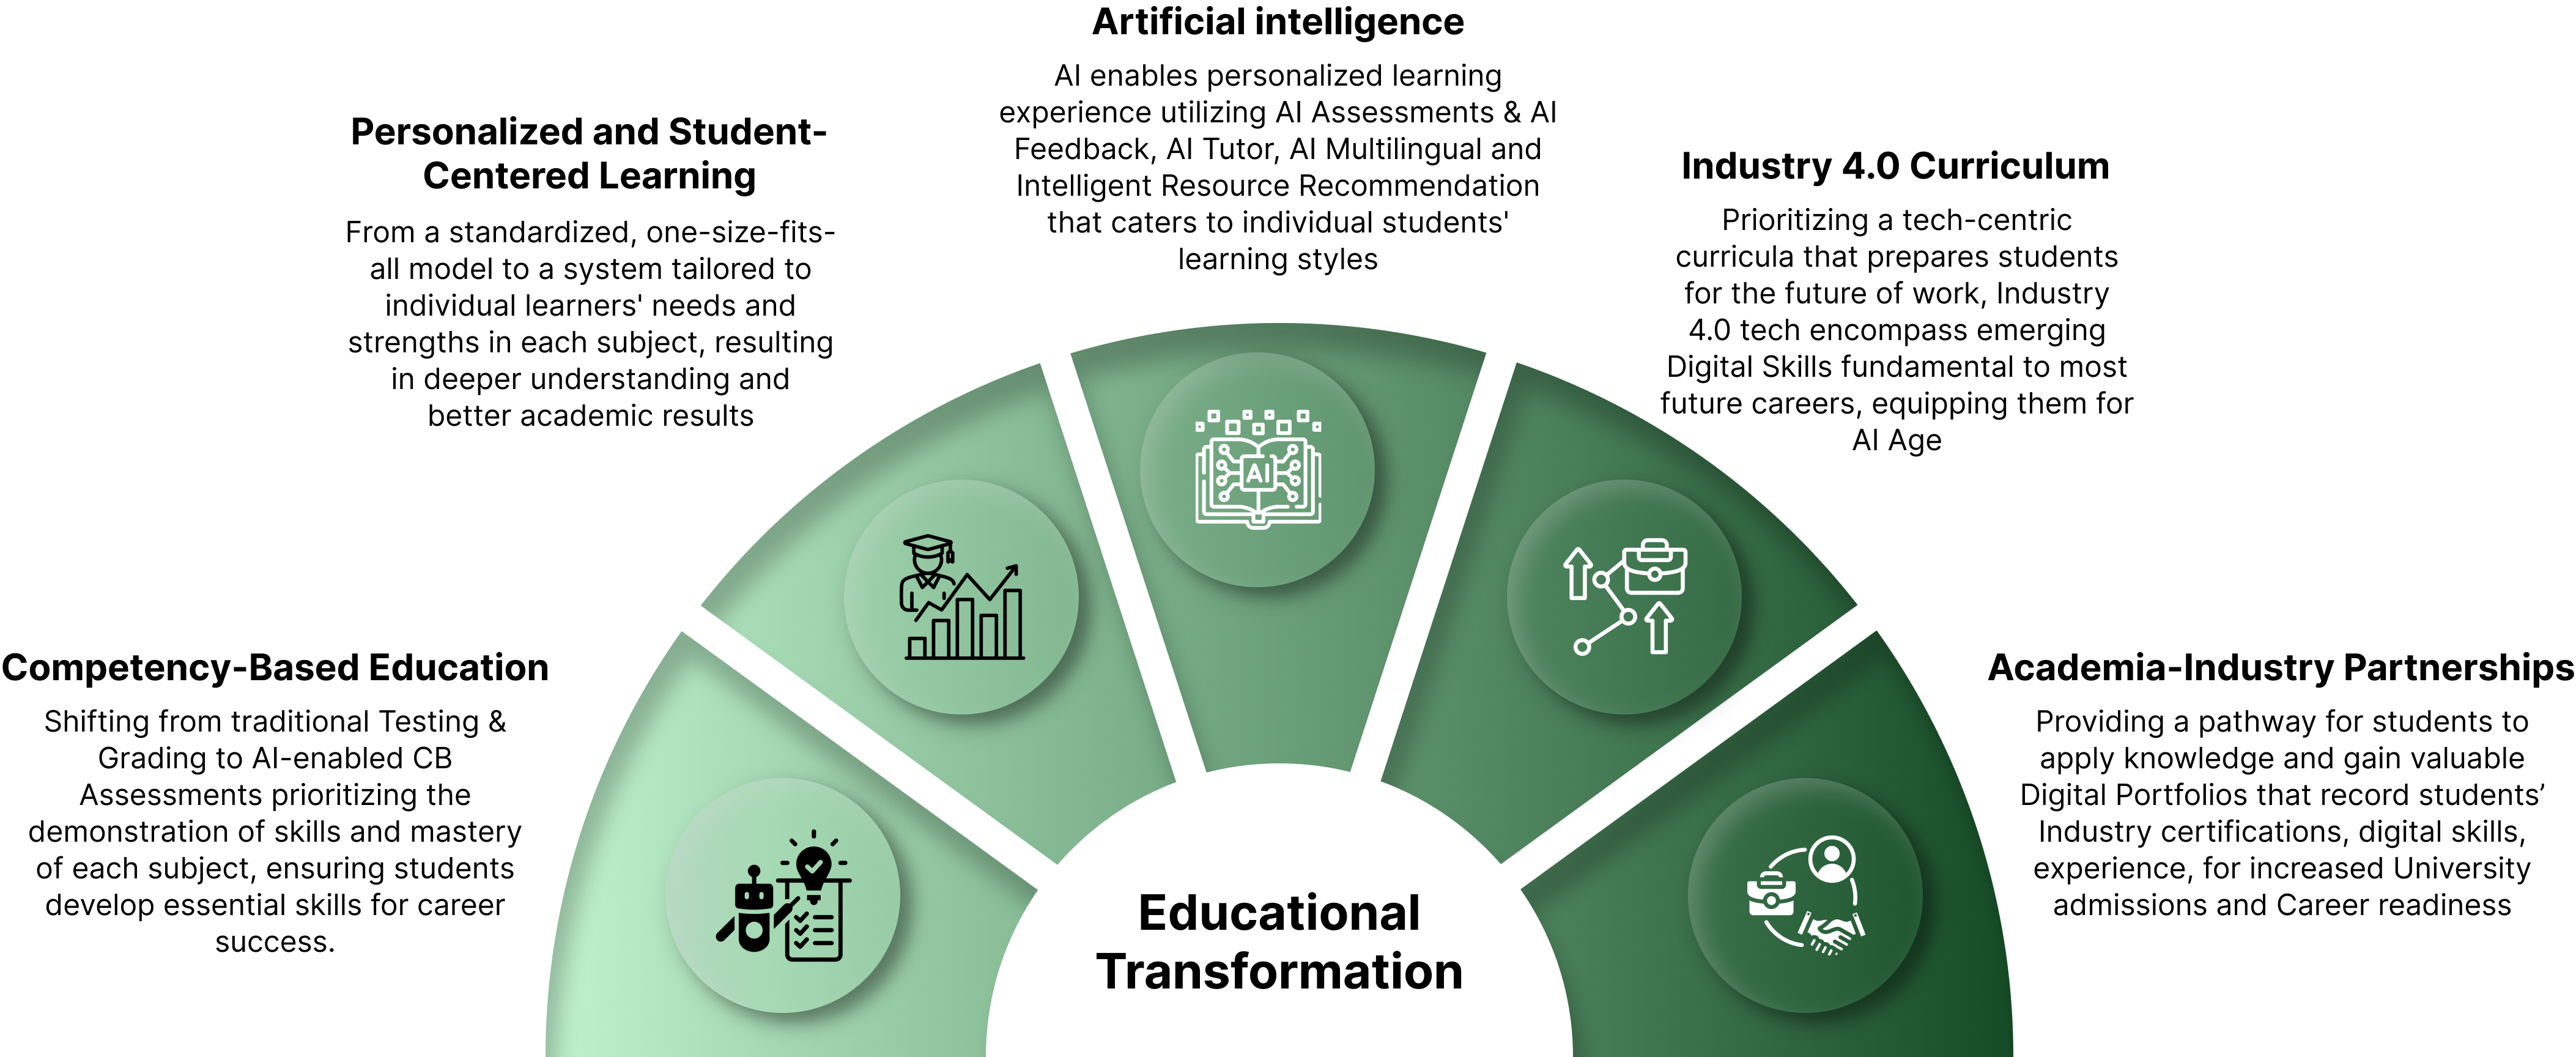 Artificial intelligence
AI enables personalized learning
experience utilizing AI Assessments & AI
Feedback, AI Tutor, AI Multilingual and
Intelligent Resource Recommendation
that caters to individual students'
learning styles
Personalized and Student-
Centered Learning
From a standardized, one-size-fits-
all model to a system tailored to
individual learners' needs and
strengths in each subject, resulting
in deeper understanding and
better academic results
Industry 4.0 Curriculum
Prioritizing a tech-centric
curricula that prepares students
for the future of work, Industry
4.0 tech encompass emerging
Digital Skills fundamental to most
future careers, equipping them for
AI Age
AI
Competency-Based Education
Shifting from traditional Testing &
Grading to AI-enabled CB
Assessments prioritizing the
demonstration of skills and mastery
of each subject, ensuring students
develop essential skills for career
success.
Academia-Industry Partnerships
Providing a pathway for students to
apply knowledge and gain valuable
Digital Portfolios that record students’
Industry certifications, digital skills,
experience, for increased University
admissions and Career readiness
Educational
Transformation